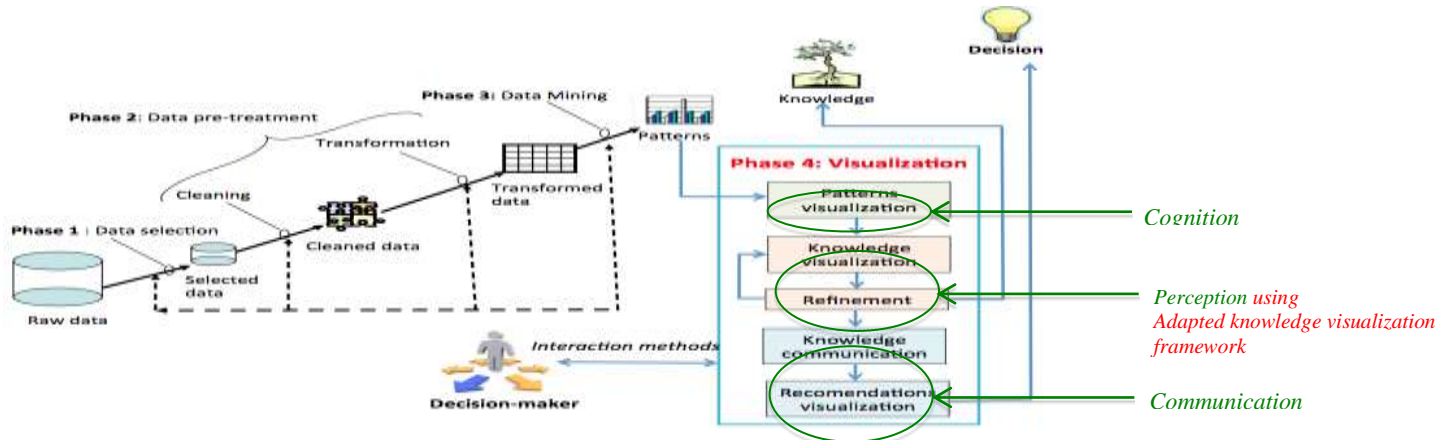 Decision
Knowledge
Phase 3: Data Mining
Patterns
Phase 2: Data pre-treatment
Transformation
Transformed
data
Cleaning
Cleaned data
Phase 1 : Data selection
Selected
data
Raw data
Phase 4: Visualization
Patterns
visualization
Knowledge
visualization
Refinement
Knowledge
communication
Recomendations
visualization
Interaction methods
Decision-maker
Cognition
Perception using
Adapted knowledge visualization
framework
Communication